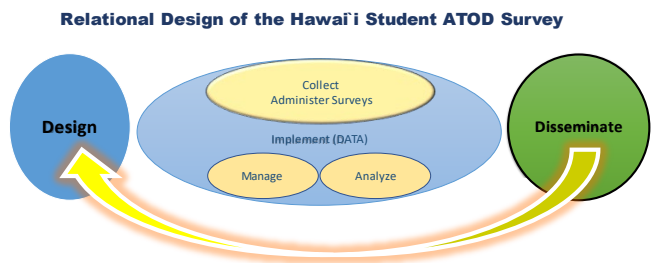 Relational Design of the Hawai`i Student ATOD Survey
Collect
Administer Surveys
Design
Implement (DATA)
Disseminate
Manage
Analyze